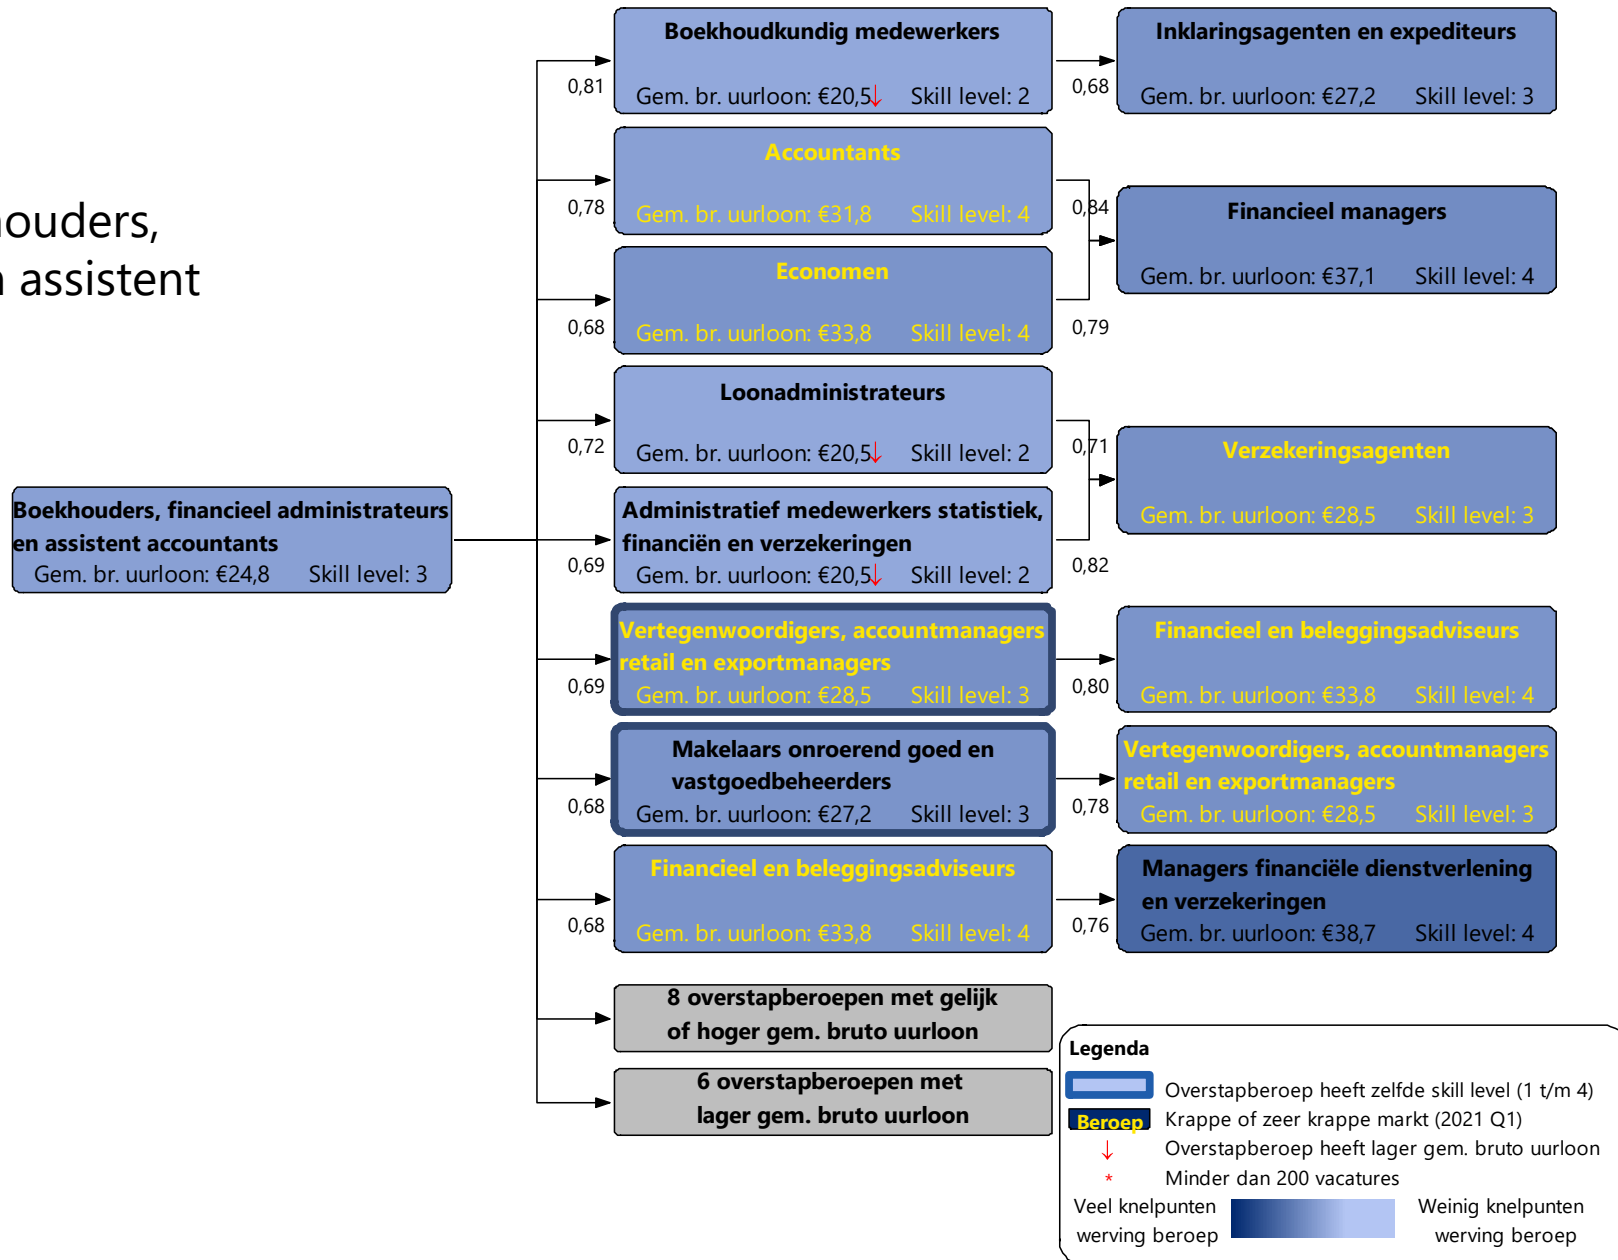 houders,
assistent
Boekhouders, financieel administrateurs
en assistent accountants
Gem. br. uurloon: €24,8 Skill level: 3
0,81
Boekhoudkundig medewerkers
Gem. br. uurloon: €20,5↓ Skill level: 2
0,68
Inklaringsagenten en expediteurs
Gem. br. uurloon: €27,2 Skill level: 3
0,78
Accountants
Gem. br. uurloon: €31,8 Skill level: 4
0,84
Financieel managers
Gem. br. uurloon: €37,1 Skill level: 4
0,68
Economen
Gem. br. uurloon: €33,8 Skill level: 4
0,79
0,72
Loonadministrateurs
Gem. br. uurloon: €20,5↓ Skill level: 2
0,71
Verzekeringsagenten
Gem. br. uurloon: €28,5 Skill level: 3
0,69
Administratief medewerkers statistiek,
financiën en verzekeringen
Gem. br. uurloon: €20,5↓ Skill level: 2
0,82
0,69
Vertegenwoordigers, accountmanagers
retail en exportmanagers
Gem. br. uurloon: €28,5 Skill level: 3
0,80
Financieel en beleggingsadviseurs
Gem. br. uurloon: €33,8 Skill level: 4
0,68
Makelaars onroerend goed en
vastgoedbeheerders
Gem. br. uurloon: €27,2 Skill level: 3
0,78
Vertegenwoordigers, accountmanagers
retail en exportmanagers
Gem. br. uurloon: €28,5 Skill level: 3
0,68
Financieel en beleggingsadviseurs
Gem. br. uurloon: €33,8 Skill level: 4
0,76
Managers financiële dienstverlening
en verzekeringen
Gem. br. uurloon: €38,7 Skill level: 4
8 overstapberoepen met gelijk
of hoger gem. bruto uurloon
6 overstapberoepen met
lager gem. bruto uurloon
Legenda
Overstapberoep heeft zelfde skill level (1 t/m 4)
Beroep Krappe of zeer krappe markt (2021 Q1)
↓ Overstapberoep heeft lager gem. bruto uurloon
* Minder dan 200 vacatures
Veel knelpunten
werving beroep
Weinig knelpunten
werving beroep